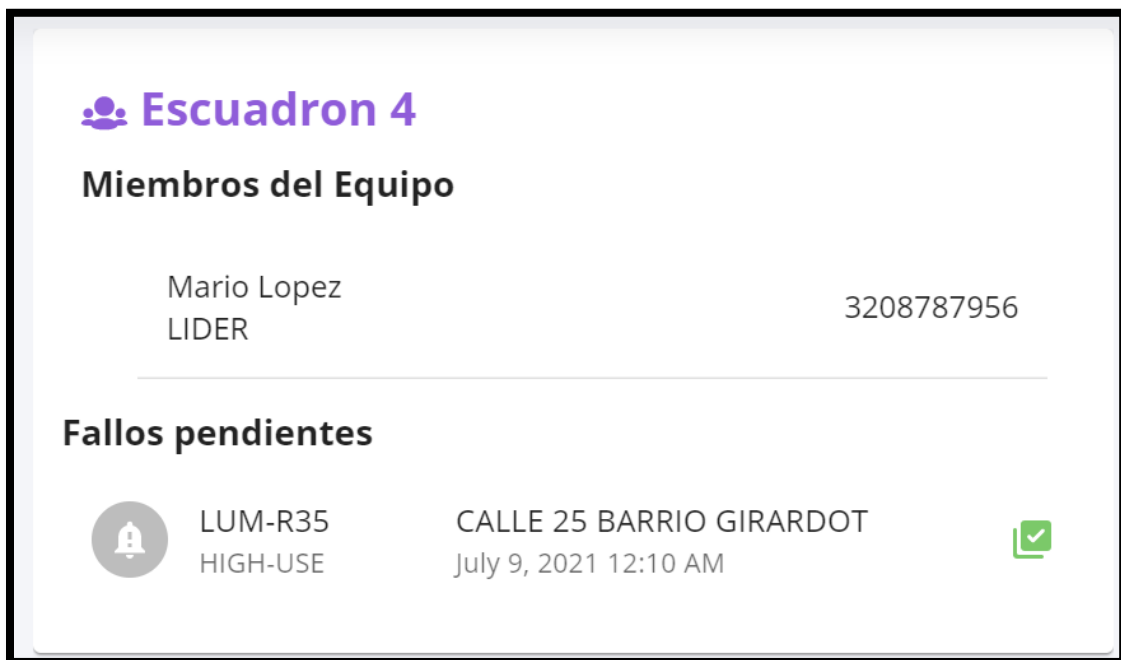 Escuadron 4
Miembros del Equipo
Mario Lopez
LIDER
3208787956
Fallos pendientes
LUM-R35
HIGH-USE
CALLE 25 BARRIO GIRARDOT
July 9, 2021 12:10 AM